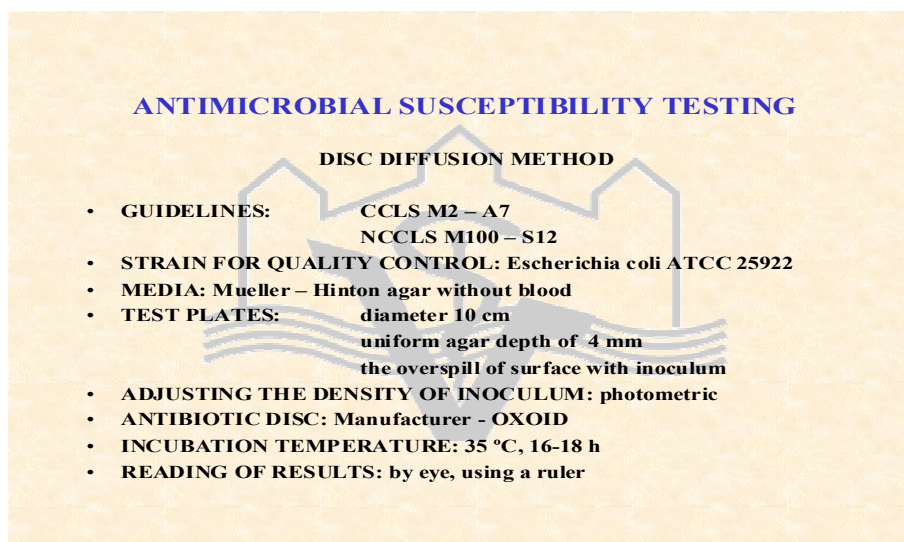 ANTIMICROBIAL SUSCEPTIBILITY TESTING
DISC DIFFUSION METHOD
• GUIDELINES: CCLS M2 – A7
NCCLS M100 – S12
• STRAIN FOR QUALITY CONTROL: Escherichia coli ATCC 25922
• MEDIA: Mueller – Hinton agar without blood
• TEST PLATES: diameter 10 cm
uniform agar depth of 4 mm
the overspill of surface with inoculum
• ADJUSTING THE DENSITY OF INOCULUM: photometric
• ANTIBIOTIC DISC: Manufacturer - OXOID
• INCUBATION TEMPERATURE: 35 °C, 16-18 h
• READING OF RESULTS: by eye, using a ruler